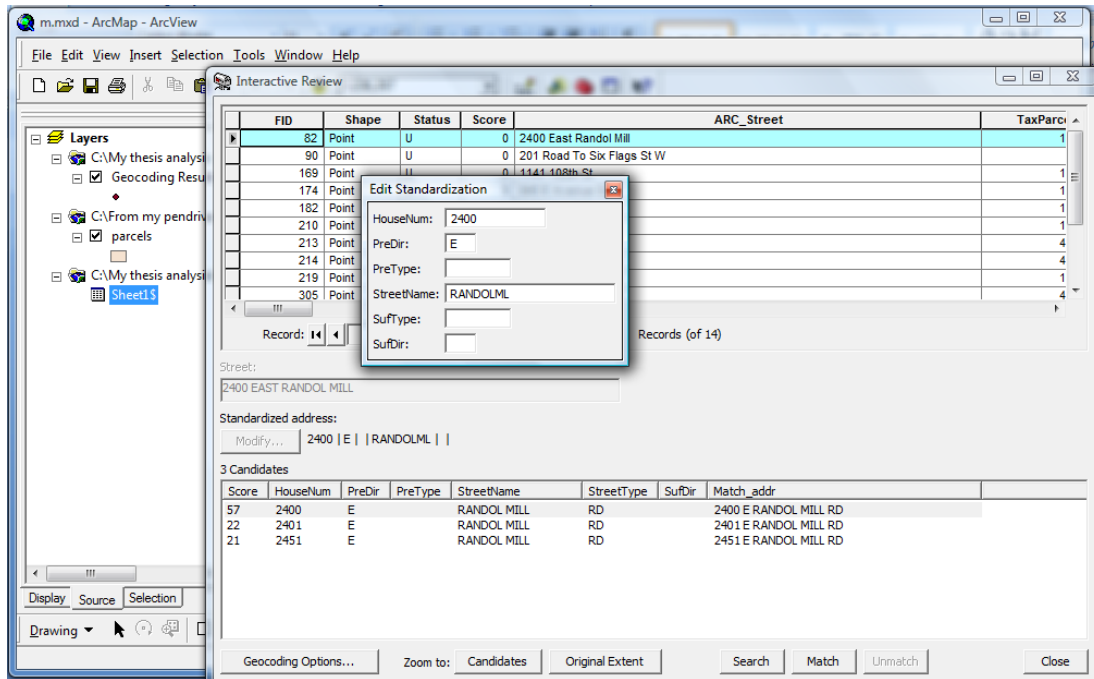 m.mxd - ArcMap - ArcView
File Edit View Insert Selection Tools Window Help
Interactive Review
FID Shape Status Score ARC_Street TaxParc
82 Point U 0 2400 East Randol Mill 1
90 Point U 0 201 Road To Six Flags St W
169 Point U 0 1141 108th St 1
174 Point 1
182 Point 1
210 Point 1
213 Point 4
214 Point 4
219 Point 1
305 Point 4
Record: Records (of 14)
Layers
C:\My thesis analysi
Geocoding Resu
C:\From my pendriv
parcels
C:\My thesis analysi
Sheet1$
Display Source Selection
Drawing
Edit Standardization
HouseNum: 2400
PreDir: E
PreType:
StreetName: RANDOLML
SufType:
SufDir:
Street:
2400 EAST RANDOL MILL
Standardized address:
Modify... 2400 | E | | RANDOLML | |
3 Candidates
Score HouseNum PreDir PreType StreetName StreetType SufDir Match_addr
57 2400 E RANDOL MILL RD 2400 E RANDOL MILL RD
22 2401 E RANDOL MILL RD 2401 E RANDOL MILL RD
21 2451 E RANDOL MILL RD 2451 E RANDOL MILL RD
Geocoding Options... Zoom to: Candidates Original Extent Search Match Unmatch Close